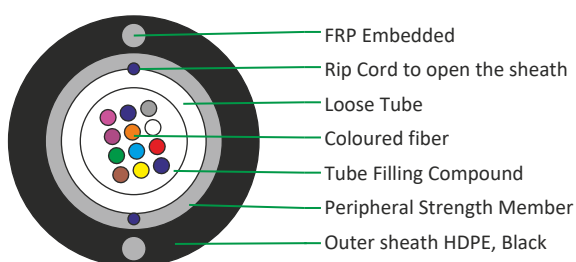 FRP Embedded
Rip Cord to open the sheath
Loose Tube
Coloured fiber
Tube Filling Compound
Peripheral Strength Member
Outer sheath HDPE, Black